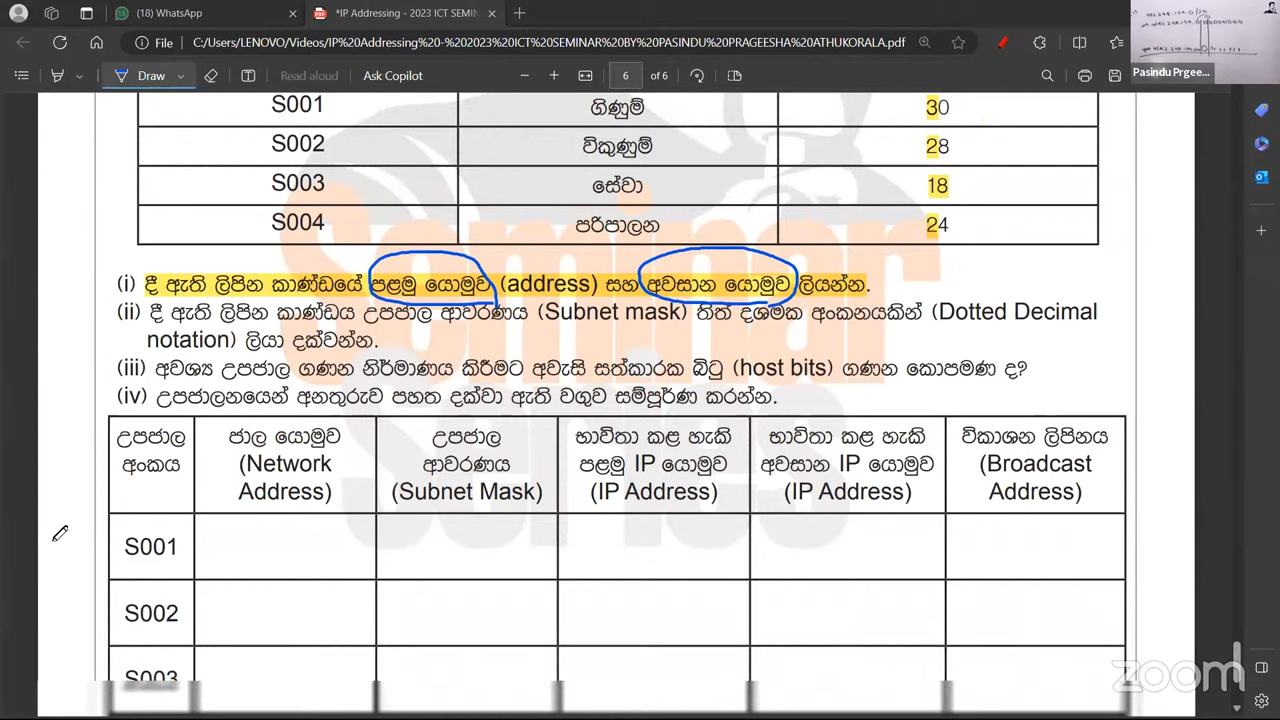 (18) WhatsApp
*IP Addressing - 2023 ICT SEMIN
File
C:/Users/LENOVO/Videos/IP%20Addressing%20-%202023%20ICT%20SEMINAR%20BY%20PASINDU%20PRAGEESHA%20ATHUKORALA.pdf
Draw
Read aloud
Ask Copilot
6
of 6
Pasindu Prgee...
S001 ගිණුම් 30
S002 විකුණුම් 28
S003 සේවා 18
S004 පරිපාලන 24
(i) දී ඇති ලිපින කාණ්ඩයේ පළමු යොමුව (address) සහ අවසාන යොමුව ලියන්න.
(ii) දී ඇති ලිපින කාණ්ඩය උපජාල ආවරණය (Subnet mask) තිත් දශමක අංකනයකින් (Dotted Decimal
notation) ලියා දක්වන්න.
(iii) අවශ්‍ය උපජාල ගණන නිර්මාණය කිරීමට අවැසි සත්කාරක බිටු (host bits) ගණන කොපමණ ද?
(iv) උපජාලනයෙන් අනතුරුව පහත දක්වා ඇති වගුව සම්පූර්ණ කරන්න.
උපජාල
අංකය
ජාල යොමුව
(Network
Address)
උපජාල
ආවරණය
(Subnet Mask)
භාවිතා කළ හැකි
පළමු IP යොමුව
(IP Address)
භාවිතා කළ හැකි
අවසාන IP යොමුව
(IP Address)
විකාශන ලිපිනය
(Broadcast
Address)
S001
S002
S003
Seminar
Series
zoom